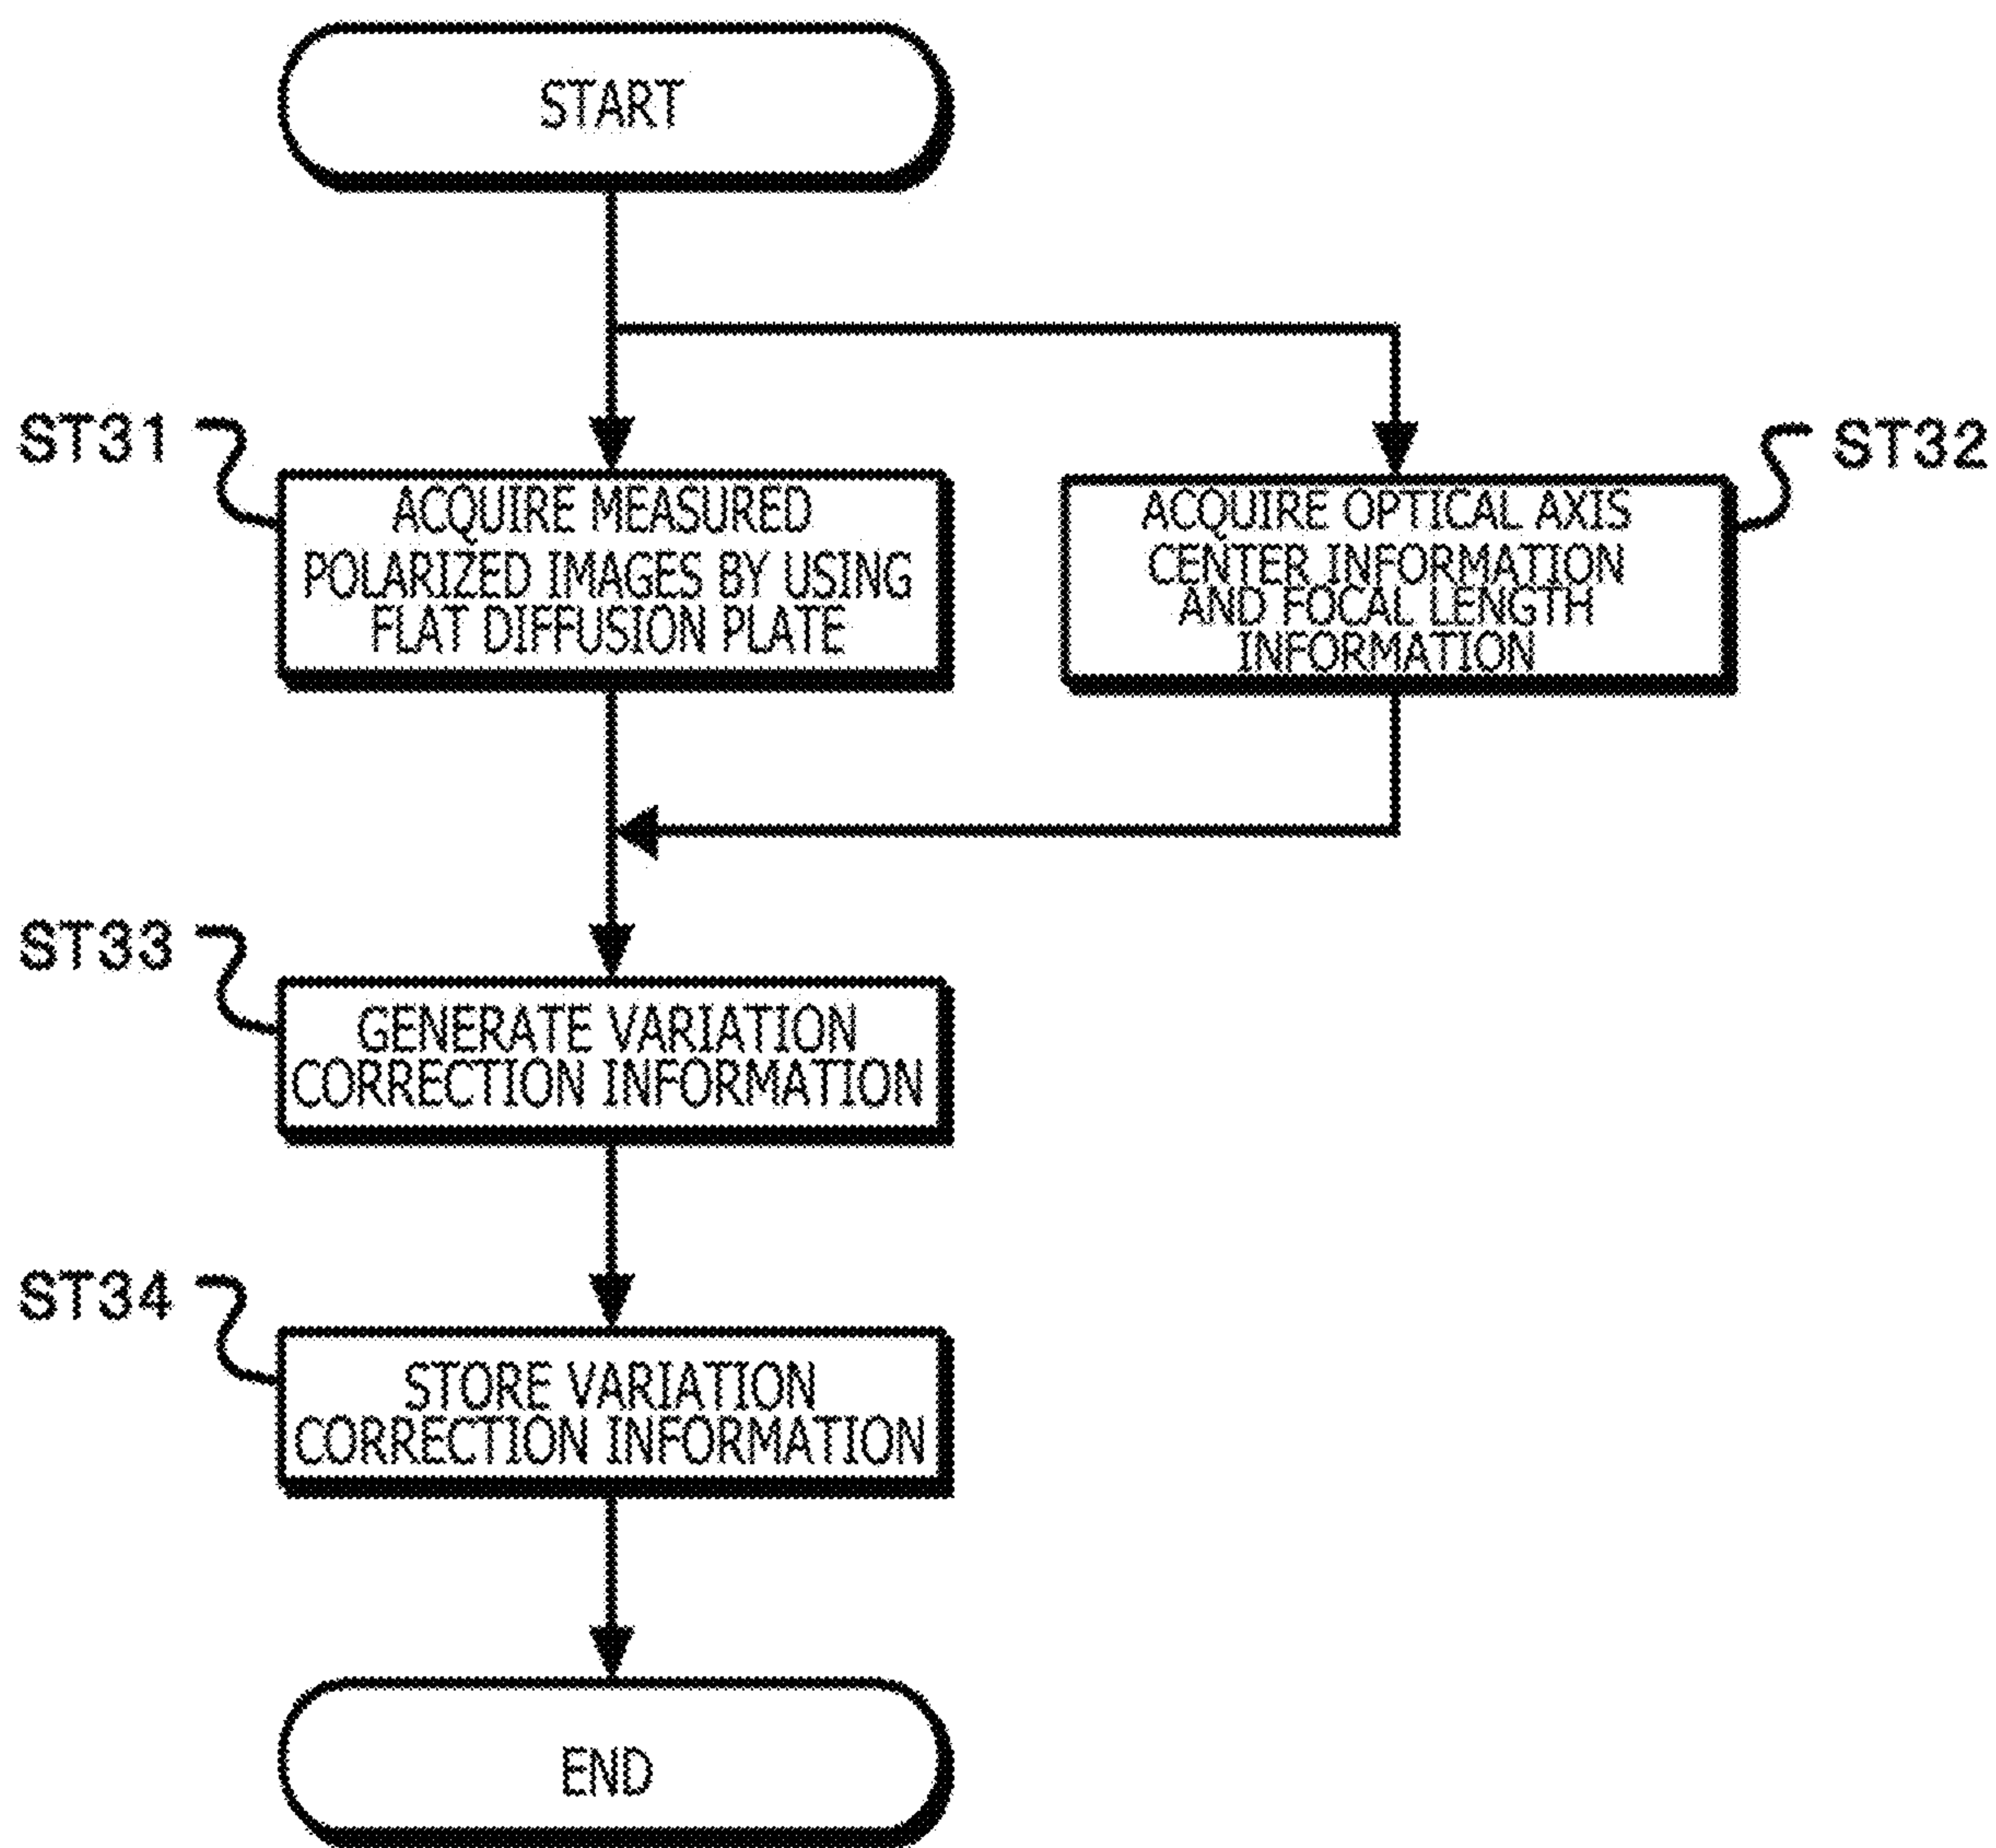 START
ST31
ACQUIRE MEASURED
POLARIZED IMAGES BY USING
FLAT DIFFUSION PLATE
ACQUIRE OPTICAL AXIS
CENTER INFORMATION
AND FOCAL LENGTH
INFORMATION
ST32
ST33
GENERATE VARIATION
CORRECTION INFORMATION
ST34
STORE VARIATION
CORRECTION INFORMATION
END